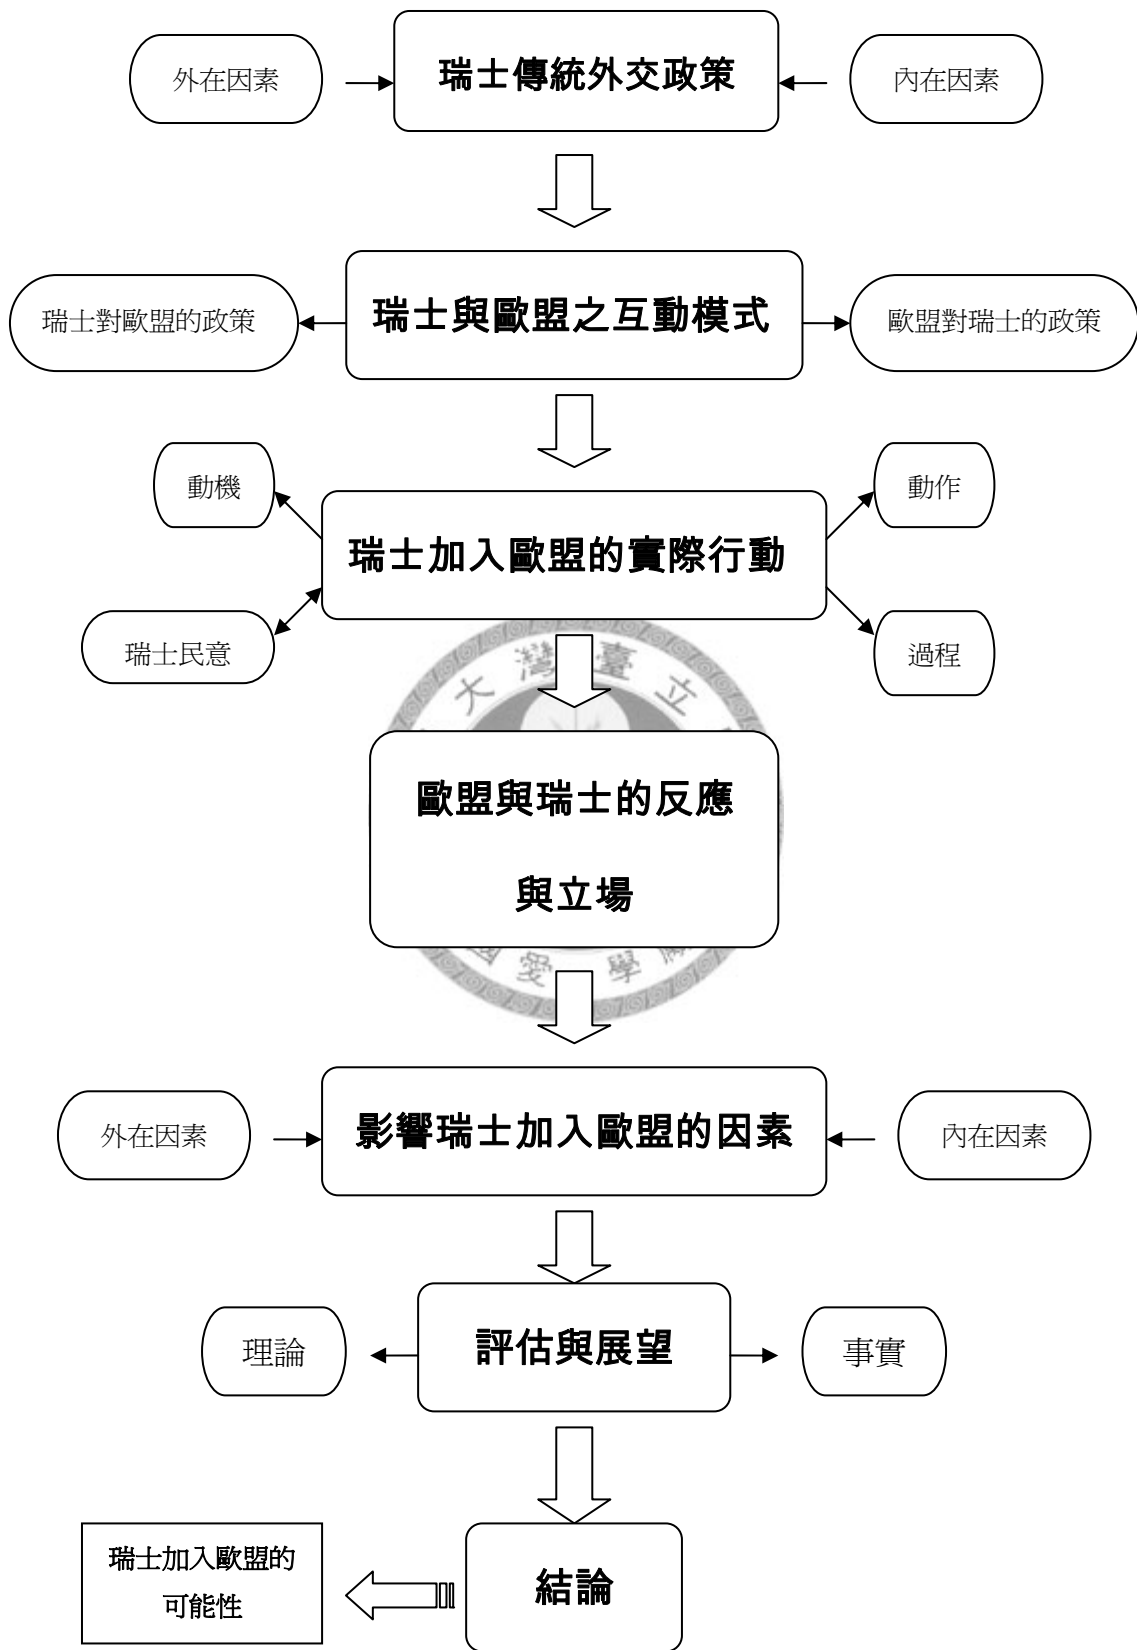 外在因素
瑞士傳統外交政策
內在因素
瑞士對歐盟的政策
瑞士與歐盟之互動模式
歐盟對瑞士的政策
動機
動作
瑞士加入歐盟的實際行動
瑞士民意
過程
大灣臺立
歐盟與瑞士的反應
與立場
愛 學
外在因素
影響瑞士加入歐盟的因素
內在因素
理論
評估與展望
事實
瑞士加入歐盟的
可能性
結論